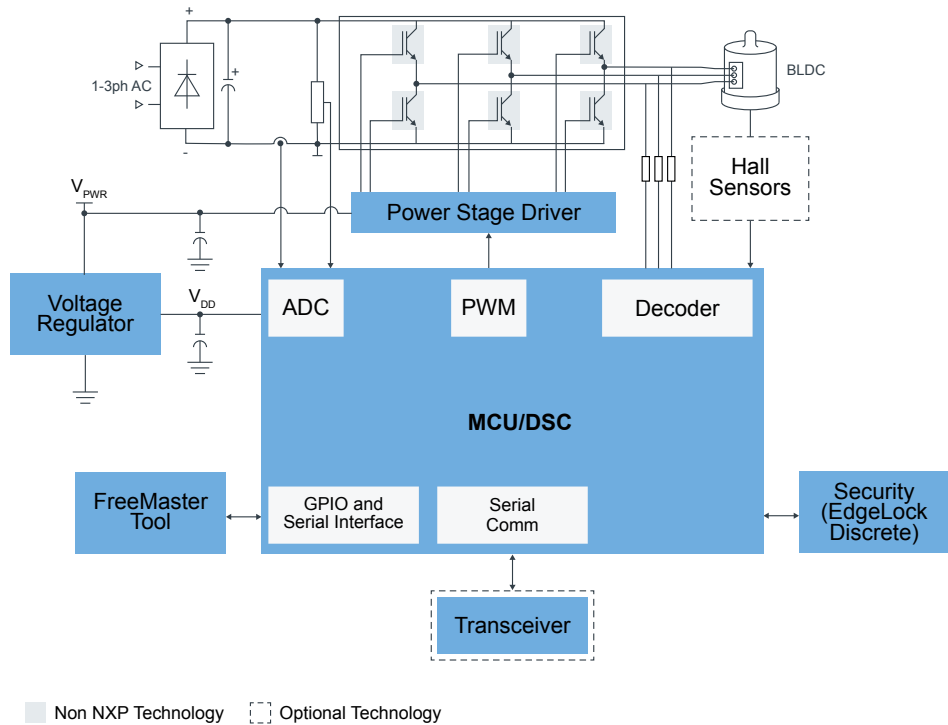 +
1-3ph AC
+
-
BLDC
Hall
Sensors
V PWR
Power Stage Driver
Voltage
Regulator
V DD
ADC
PWM
Decoder
MCU/DSC
FreeMaster
Tool
GPIO and
Serial Interface
Serial
Comm
Security
(EdgeLock
Discrete)
Transceiver
Non NXP Technology
Optional Technology